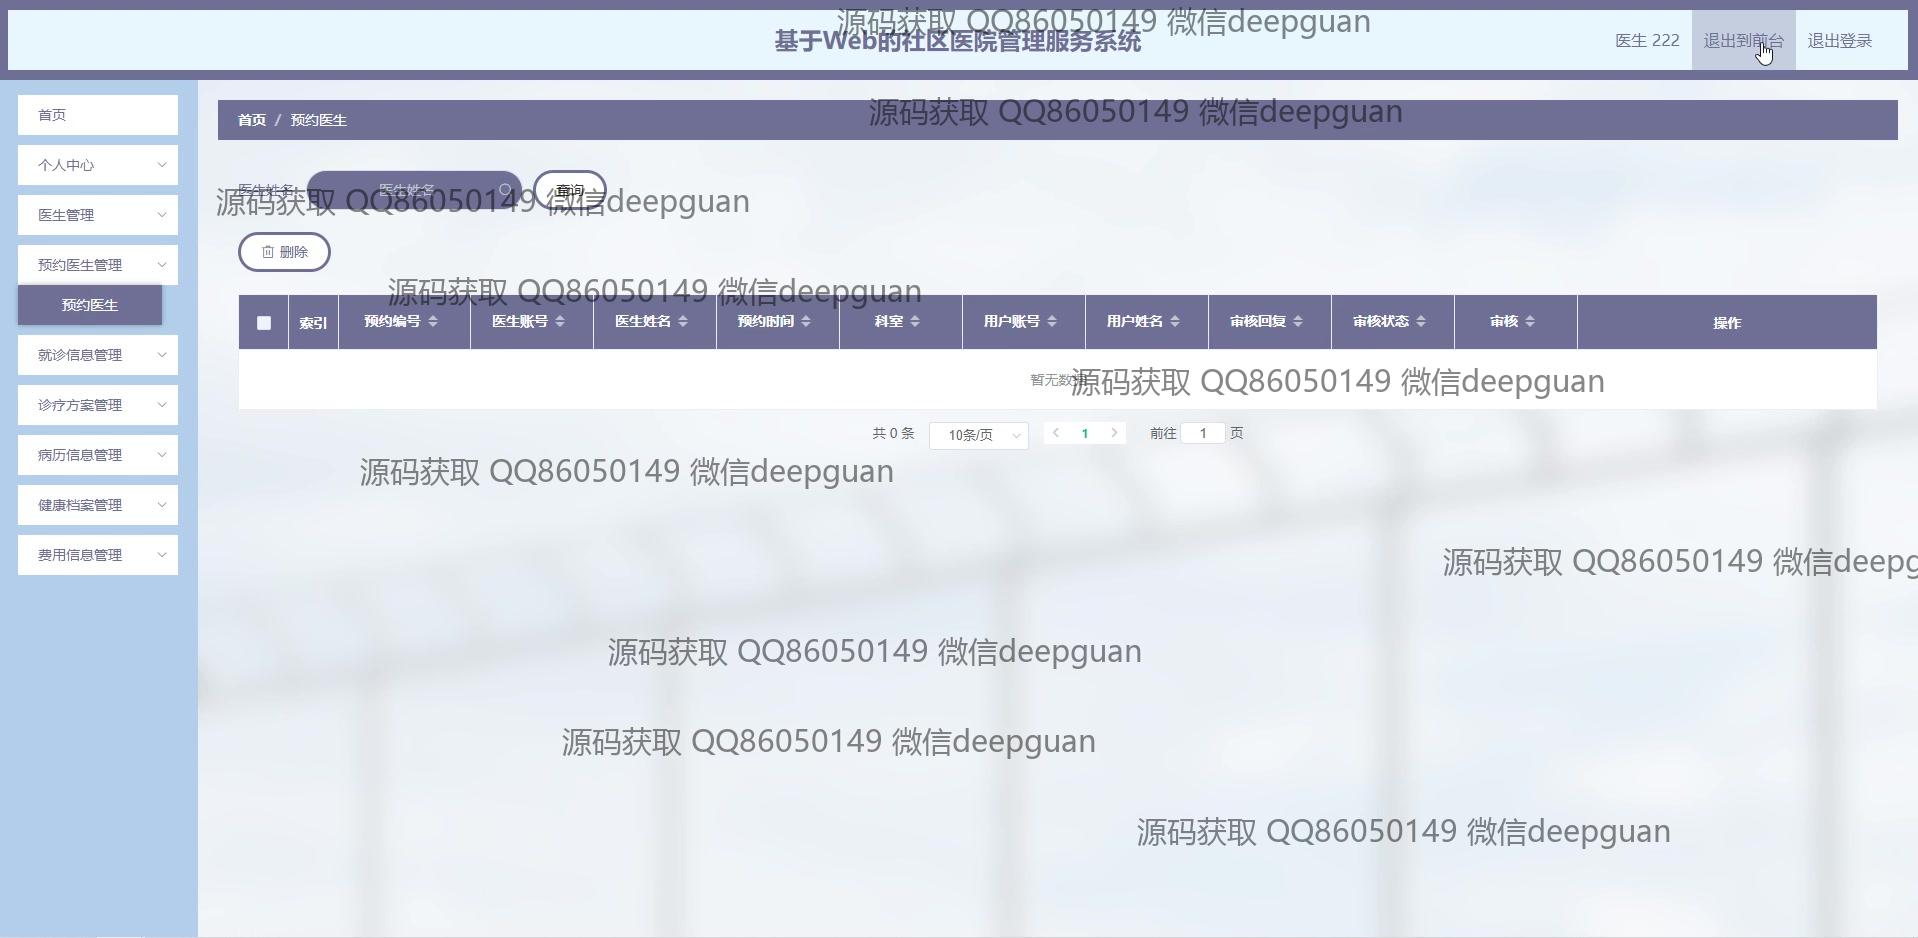 源码获取 QQ86050149 微信deepguan
基于Web的社区医院管理服务系统
医生 222
退出到前台
退出登录
首页
个人中心
医生管理
预约医生管理
预约医生
就诊信息管理
诊疗方案管理
病历信息管理
健康档案管理
费用信息管理
首页 / 预约医生
源码获取 QQ86050149 微信deepguan
医生姓名
医生姓名
查询
源码获取 QQ86050149 微信deepguan
删除
源码获取 QQ86050149 微信deepguan
索引 预约编号 医生账号 医生姓名 预约时间 科室 用户账号 用户姓名 审核回复 审核状态 审核 操作
暂无数据
源码获取 QQ86050149 微信deepguan
共 0 条 10条/页 1 前往 1 页
源码获取 QQ86050149 微信deepguan
源码获取 QQ86050149 微信deepg
源码获取 QQ86050149 微信deepguan
源码获取 QQ86050149 微信deepguan
源码获取 QQ86050149 微信deepguan